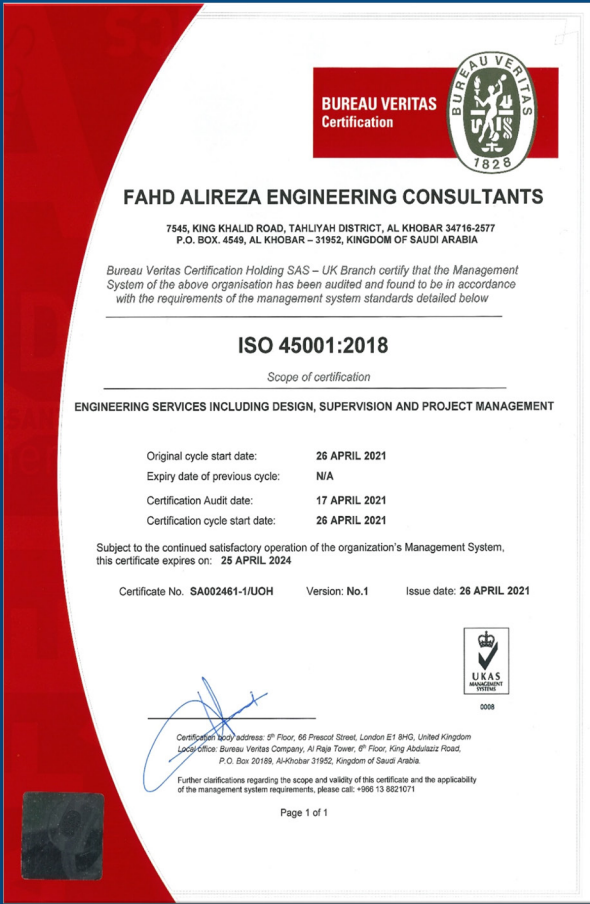 BUREAU VERITAS
Certification
BUREAU VERITAS
1828
FAHD ALIREZA ENGINEERING CONSULTANTS
7545, KING KHALID ROAD, TAHLIYAH DISTRICT, AL KHOBAR 34716-2577
P.O. BOX. 4549, AL KHOBAR – 31952, KINGDOM OF SAUDI ARABIA
Bureau Veritas Certification Holding SAS – UK Branch certify that the Management
System of the above organisation has been audited and found to be in accordance
with the requirements of the management system standards detailed below
ISO 45001:2018
Scope of certification
ENGINEERING SERVICES INCLUDING DESIGN, SUPERVISION AND PROJECT MANAGEMENT
Original cycle start date: 26 APRIL 2021
Expiry date of previous cycle: N/A
Certification Audit date: 17 APRIL 2021
Certification cycle start date: 26 APRIL 2021
Subject to the continued satisfactory operation of the organization's Management System,
this certificate expires on: 25 APRIL 2024
Certificate No. SA002461-1/UOH Version: No.1 Issue date: 26 APRIL 2021
UKAS
MANAGEMENT
SYSTEMS
0008
Certification body address: 5th Floor, 66 Prescot Street, London E1 8HG, United Kingdom
Local office: Bureau Veritas Company, Al Raja Tower, 6th Floor, King Abdulaziz Road,
P.O. Box 20189, Al-Khobar 31952, Kingdom of Saudi Arabia.
Further clarifications regarding the scope and validity of this certificate and the applicability
of the management system requirements, please call: +966 13 8821071
Page 1 of 1